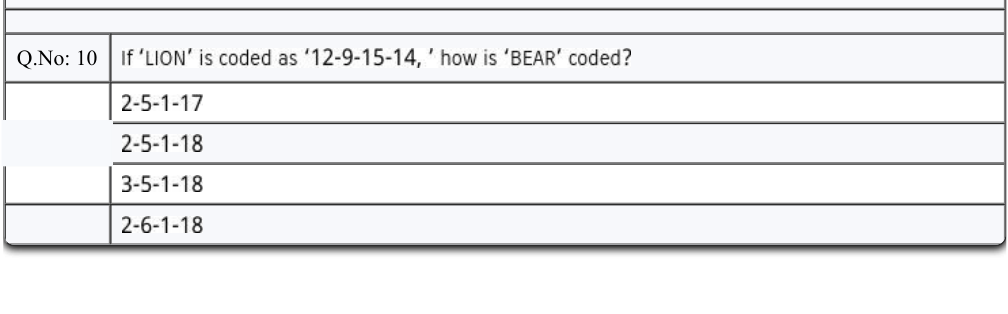 Q.No: 10 If ‘LION’ is coded as ‘12-9-15-14, ’ how is ‘BEAR’ coded?
2-5-1-17
2-5-1-18
3-5-1-18
2-6-1-18